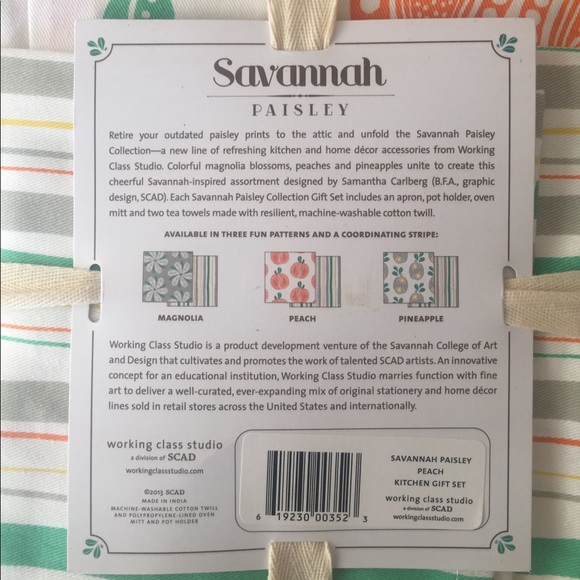 Savannah
PAISLEY
Retire your outdated paisley prints to the attic and unfold the Savannah Paisley
Collection—a new line of refreshing kitchen and home décor accessories from Working
Class Studio. Colorful magnolia blossoms, peaches and pineapples unite to create this
cheerful Savannah-inspired assortment designed by Samantha Carlberg (B.F.A., graphic
design, SCAD). Each Savannah Paisley Collection Gift Set includes an apron, pot holder, oven
mitt and two tea towels made with resilient, machine-washable cotton twill.
AVAILABLE IN THREE FUN PATTERNS AND A COORDINATING STRIPE:
MAGNOLIA
PEACH
PINEAPPLE
Working Class Studio is a product development venture of the Savannah College of Art
and Design that cultivates and promotes the work of talented SCAD artists. An innovative
concept for an educational institution, Working Class Studio marries function with fine
art to deliver a well-curated, ever-expanding mix of original stationery and home décor
lines sold in retail stores across the United States and internationally.
working class studio
a division of SCAD
workingclassstudio.com
©2013 SCAD
MADE IN INDIA
MACHINE-WASHABLE COTTON TWILL
AND POLYPROPYLENE-LINED OVEN
MITT AND POT HOLDER
6 19230 00352 3
SAVANNAH PAISLEY
PEACH
KITCHEN GIFT SET
working class studio
a division of SCAD
workingclassstudio.com